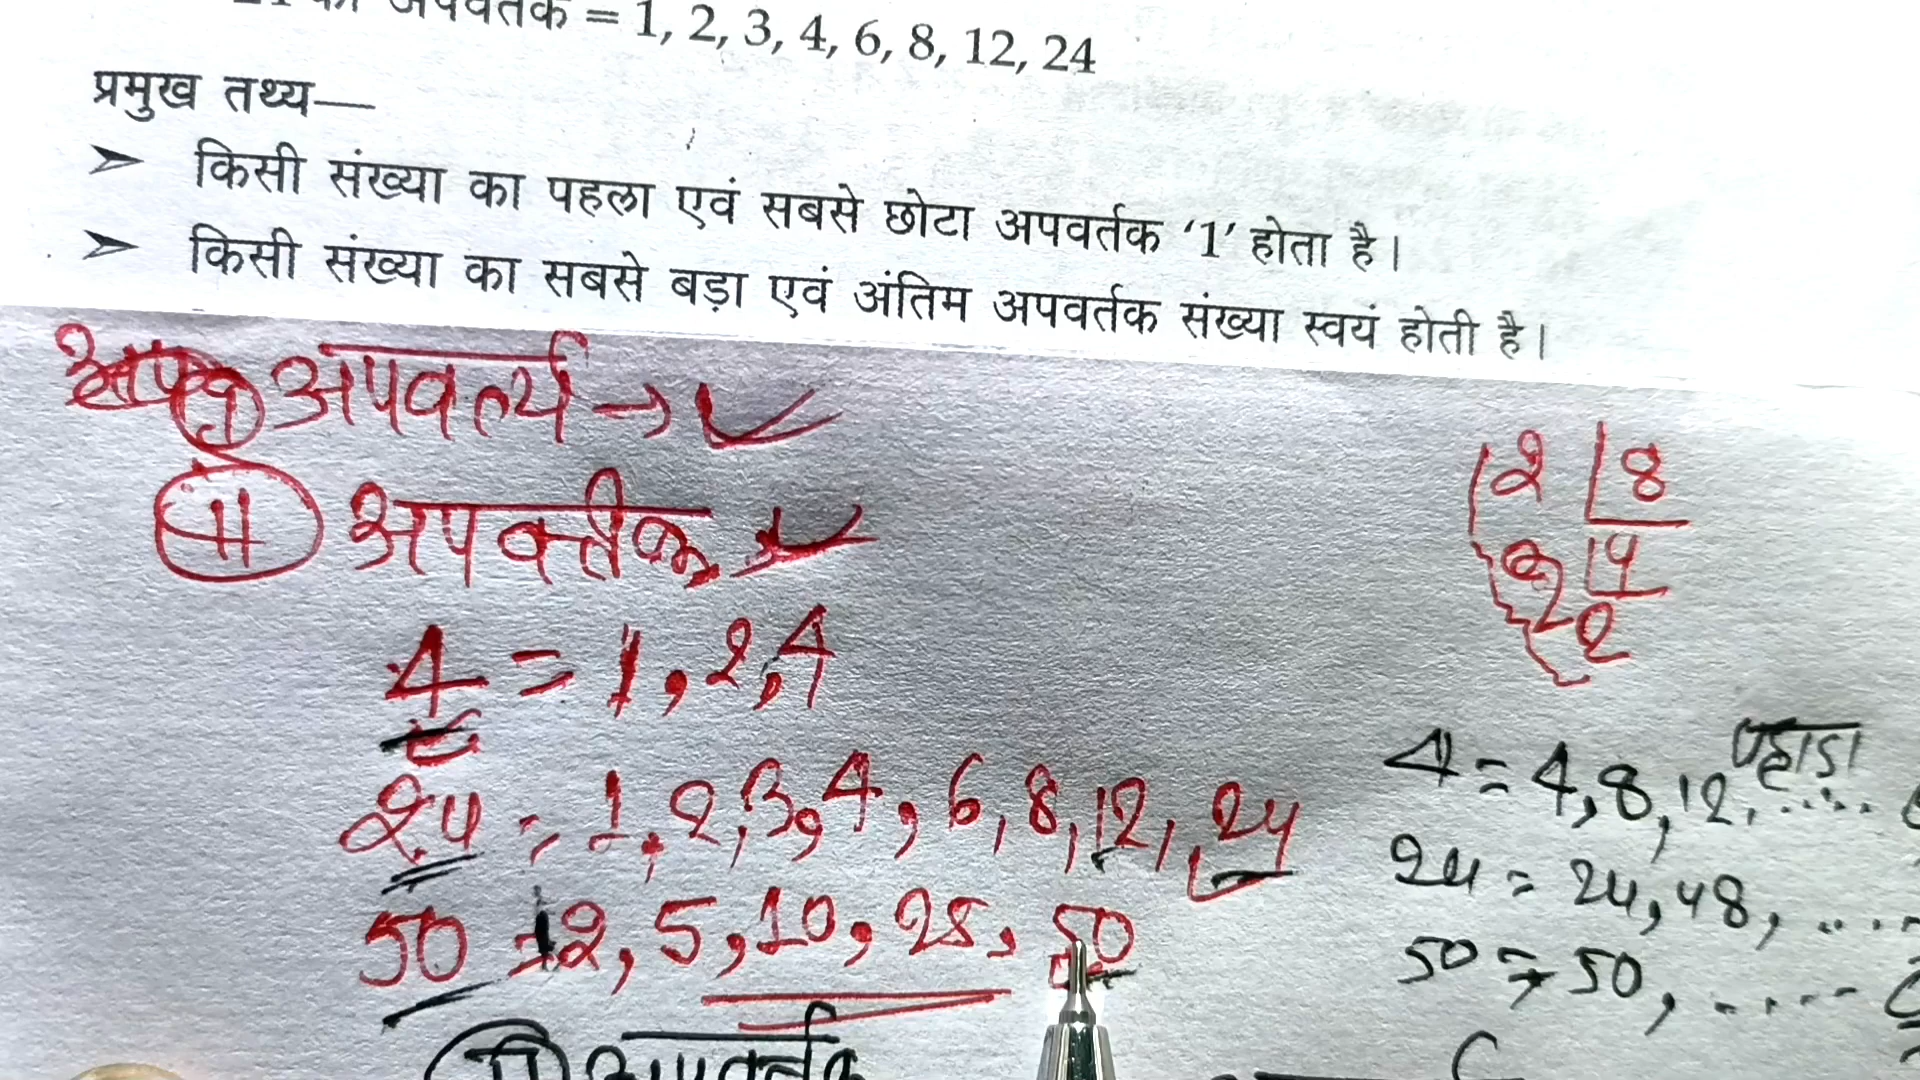 24 का अपवर्तक = 1, 2, 3, 4, 6, 8, 12, 24
प्रमुख तथ्य—
➤ किसी संख्या का पहला एवं सबसे छोटा अपवर्तक ‘1’ होता है।
➤ किसी संख्या का सबसे बड़ा एवं अंतिम अपवर्तक संख्या स्वयं होती है।
अपवर्त्य →
II अपवर्तक
4 = 1, 2, 4
24 = 1, 2, 3, 4, 6, 8, 12, 24
50 = 1 2, 5, 10, 25, 50
2 8
2 4
2
पहाड़ा
4 = 4, 8, 12, .....
24 = 24, 48, ....
50 = 50, .....
अपवर्तक